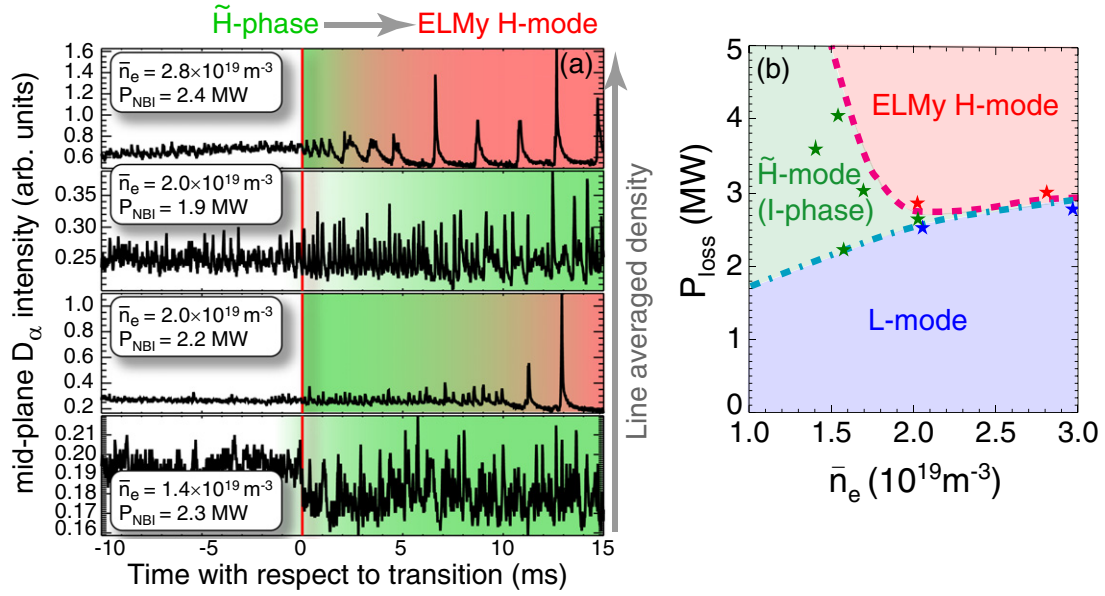 H̃-phase → ELMy H-mode
(a)
n̄e = 2.8×10¹⁹ m⁻³
PNBI = 2.4 MW
1.6
1.4
1.2
1.0
0.8
0.6
n̄e = 2.0×10¹⁹ m⁻³
PNBI = 1.9 MW
0.35
0.30
0.25
n̄e = 2.0×10¹⁹ m⁻³
PNBI = 2.2 MW
1.0
0.8
0.6
0.4
0.2
n̄e = 1.4×10¹⁹ m⁻³
PNBI = 2.3 MW
0.21
0.20
0.19
0.18
0.17
0.16
-10 -5 0 5 10 15
Time with respect to transition (ms)
mid-plane Dα intensity (arb. units)
Line averaged density
(b)
ELMy H-mode
H̃-mode
(I-phase)
L-mode
5
4
3
2
1
0
1.0 1.5 2.0 2.5 3.0
Ploss (MW)
n̄e (10¹⁹m⁻³)